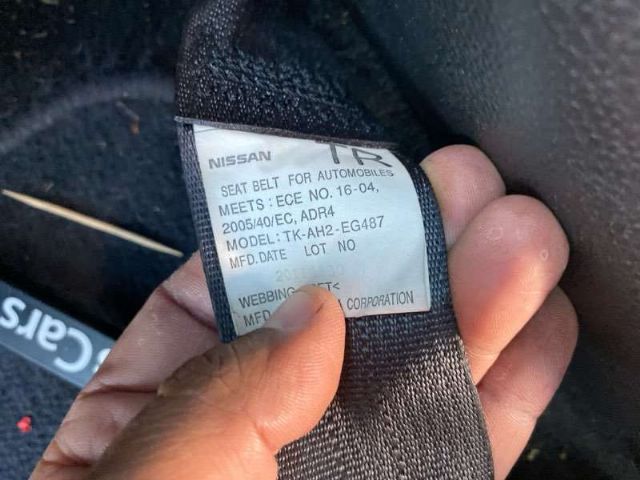 NISSAN TR
SEAT BELT FOR AUTOMOBILES
MEETS : ECE NO. 16-04,
2005/40/EC, ADR4
MODEL: TK-AH2-EG487
MFD.DATE LOT NO
WEBBING
MFD CORPORATION
Cars